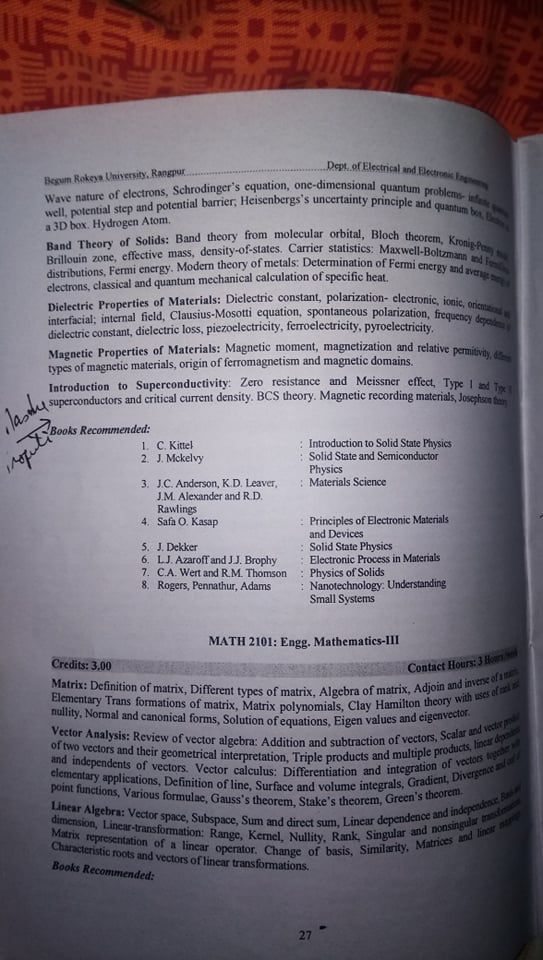 Begum Rokeya University, Rangpur ........ Dept. of Electrical and Electronic Engineering
Wave nature of electrons, Schrodinger's equation, one-dimensional quantum problems- infinite quantum
well, potential step and potential barrier; Heisenbergs's uncertainty principle and quantum box,
a 3D box. Hydrogen Atom.
Band Theory of Solids: Band theory from molecular orbital, Bloch theorem, Kronig-Penny
Brillouin zone, effective mass, density-of-states. Carrier statistics: Maxwell-Boltzmann and
distributions, Fermi energy. Modern theory of metals: Determination of Fermi energy and average energy of
electrons, classical and quantum mechanical calculation of specific heat.
Dielectric Properties of Materials: Dielectric constant, polarization- electronic, ionic, orientational and
interfacial; internal field, Clausius-Mosotti equation, spontaneous polarization, frequency dependence of
dielectric constant, dielectric loss, piezoelectricity, ferroelectricity, pyroelectricity.
Magnetic Properties of Materials: Magnetic moment, magnetization and relative permitivity, different
types of magnetic materials, origin of ferromagnetism and magnetic domains.
Introduction to Superconductivity: Zero resistance and Meissner effect, Type I and Type
superconductors and critical current density. BCS theory. Magnetic recording materials, Josephson theory
Books Recommended:
1. C. Kittel : Introduction to Solid State Physics
2. J. Mckelvy : Solid State and Semiconductor
Physics
3. J.C. Anderson, K.D. Leaver, : Materials Science
J.M. Alexander and R.D.
Rawlings
4. Safa O. Kasap : Principles of Electronic Materials
and Devices
5. J. Dekker : Solid State Physics
6. L.J. Azaroff and J.J. Brophy : Electronic Process in Materials
7. C.A. Wert and R.M. Thomson : Physics of Solids
8. Rogers, Pennathur, Adams : Nanotechnology: Understanding
Small Systems
MATH 2101: Engg. Mathematics-III
Credits: 3.00 Contact Hours: 3 Hours/week
Matrix: Definition of matrix, Different types of matrix, Algebra of matrix, Adjoin and inverse of a matrix,
Elementary Trans formations of matrix, Matrix polynomials, Clay Hamilton theory with uses of rank and
nullity, Normal and canonical forms, Solution of equations, Eigen values and eigenvector.
Vector Analysis: Review of vector algebra: Addition and subtraction of vectors, Scalar and vector product
of two vectors and their geometrical interpretation, Triple products and multiple products, linear dependence
and independents of vectors. Vector calculus: Differentiation and integration of vectors together with
elementary applications, Definition of line, Surface and volume integrals, Gradient, Divergence and curl of
point functions, Various formulae, Gauss's theorem, Stake's theorem, Green's theorem.
Linear Algebra: Vector space, Subspace, Sum and direct sum, Linear dependence and independence, Basis and
dimension, Linear-transformation: Range, Kernel, Nullity, Rank, Singular and nonsingular transformations,
Matrix representation of a linear operator. Change of basis, Similarity, Matrices and linear mappings
Characteristic roots and vectors of linear transformations.
Books Recommended:
27